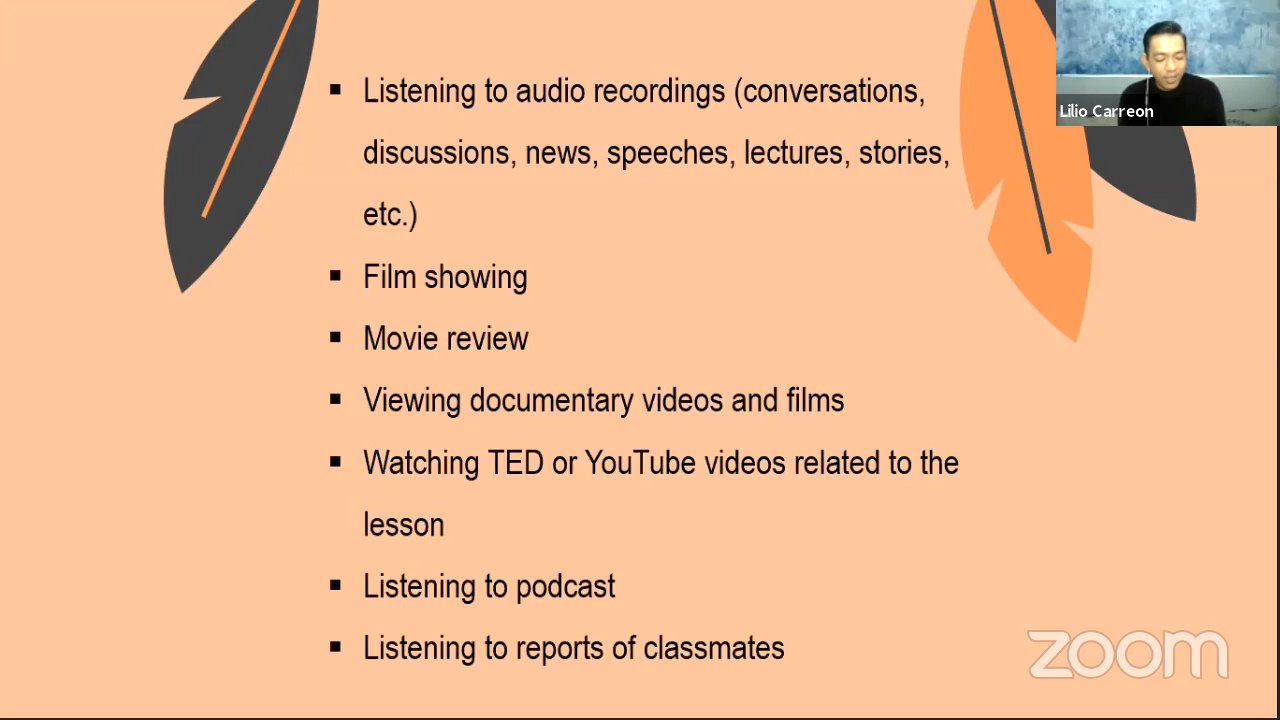 ▪ Listening to audio recordings (conversations,
discussions, news, speeches, lectures, stories,
etc.)
▪ Film showing
▪ Movie review
▪ Viewing documentary videos and films
▪ Watching TED or YouTube videos related to the
lesson
▪ Listening to podcast
▪ Listening to reports of classmates
Lilio Carreon
zoom